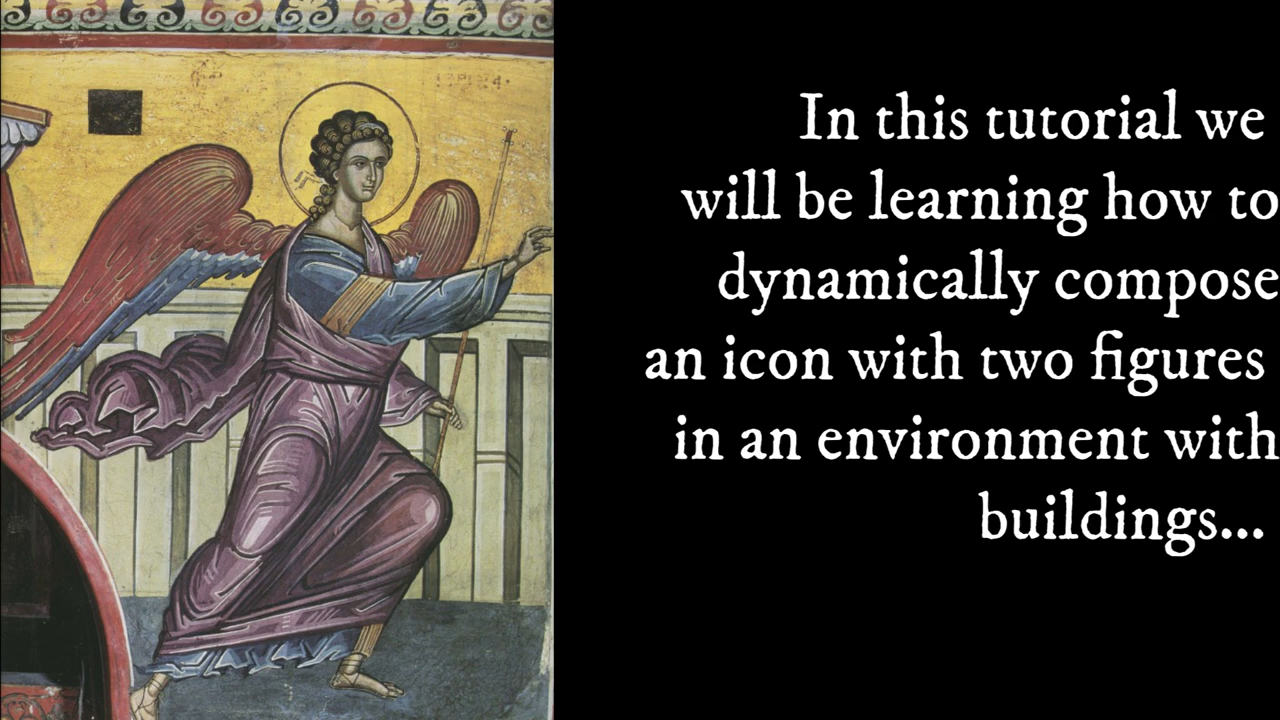 In this tutorial we
will be learning how to
dynamically compose
an icon with two figures
in an environment with
buildings...